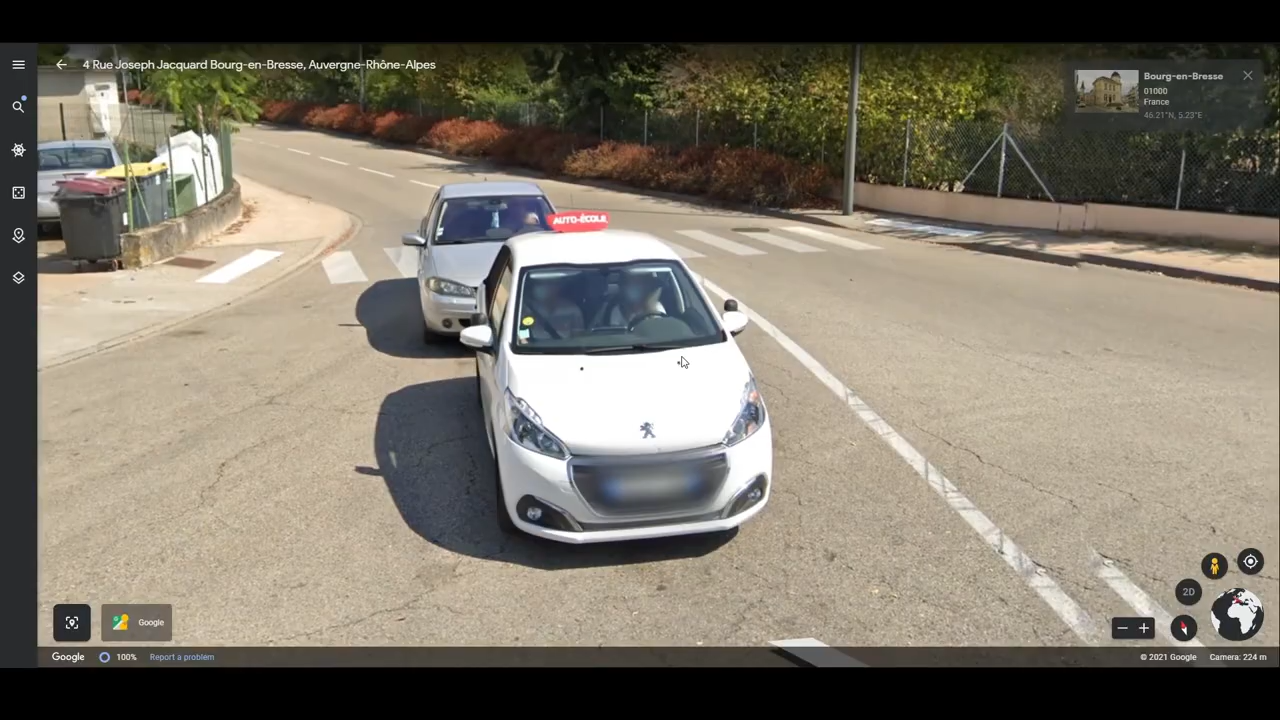 4 Rue Joseph Jacquard Bourg-en-Bresse, Auvergne-Rhône-Alpes
Bourg-en-Bresse
01000
France
46.21°N, 5.23°E
AUTO-ÉCOLE
2D
Google
Google
100%
Report a problem
© 2021 Google
Camera: 224 m